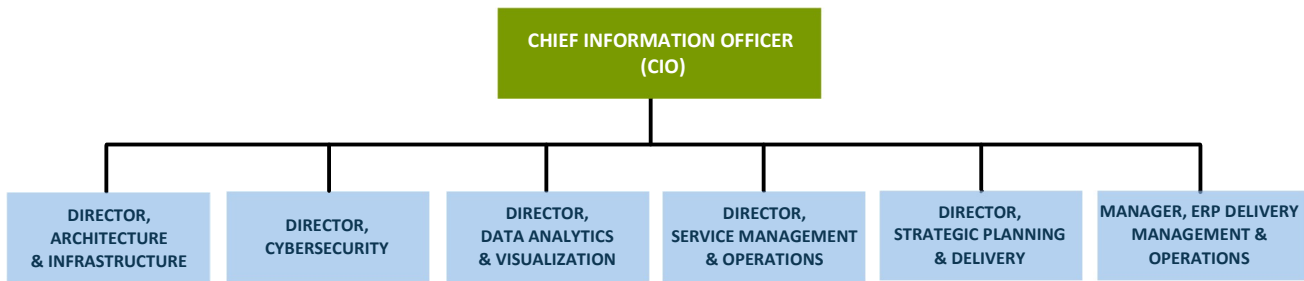 CHIEF INFORMATION OFFICER
(CIO)
DIRECTOR,
ARCHITECTURE
& INFRASTRUCTURE
DIRECTOR,
CYBERSECURITY
DIRECTOR,
DATA ANALYTICS
& VISUALIZATION
DIRECTOR,
SERVICE MANAGEMENT
& OPERATIONS
DIRECTOR,
STRATEGIC PLANNING
& DELIVERY
MANAGER, ERP DELIVERY
MANAGEMENT &
OPERATIONS